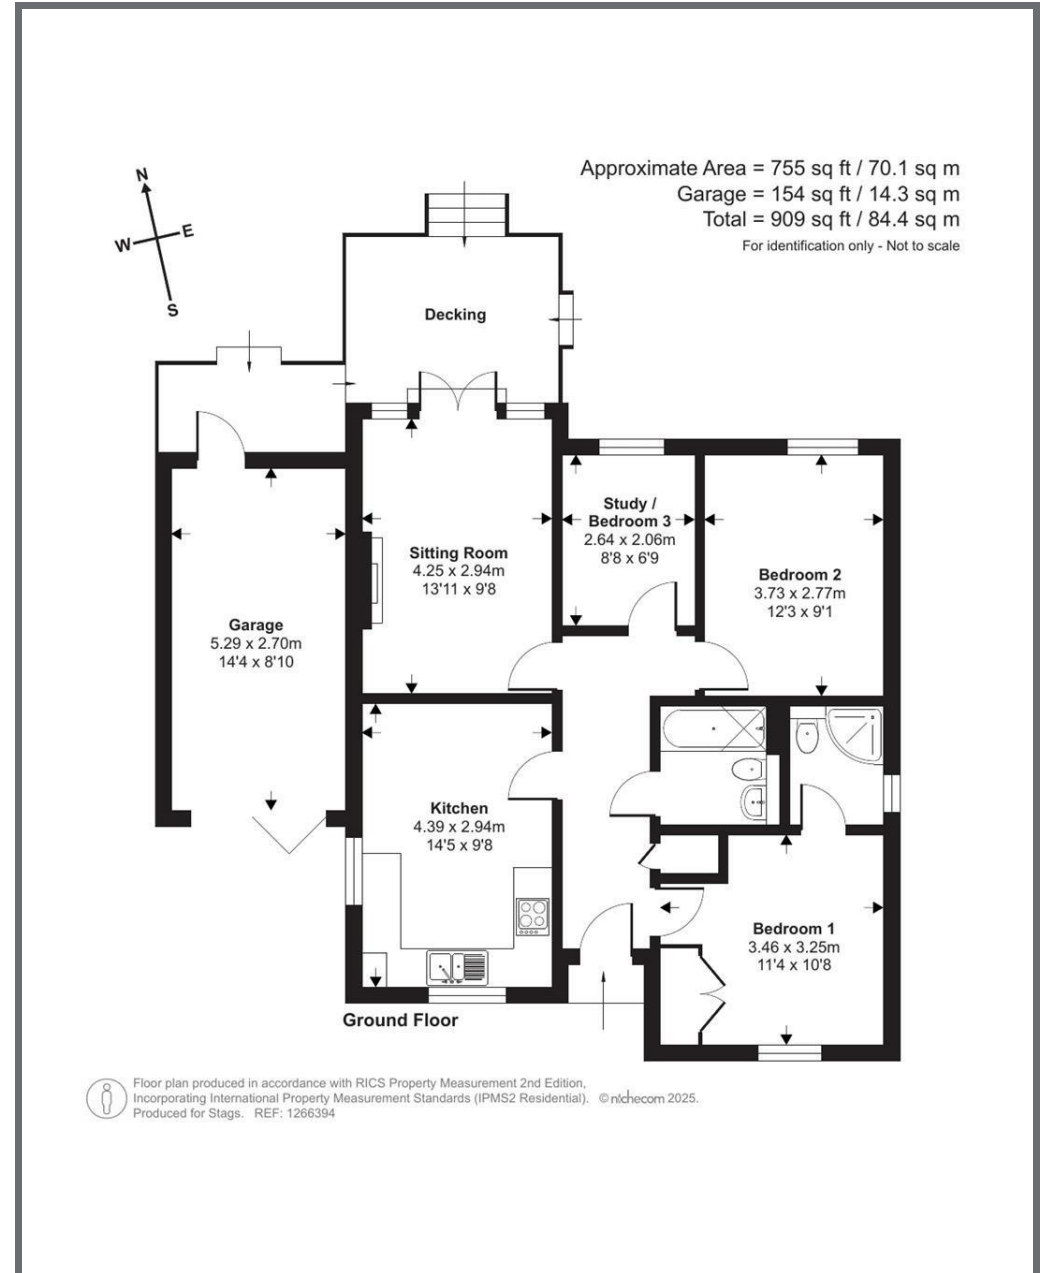 Approximate Area = 755 sq ft / 70.1 sq m
Garage = 154 sq ft / 14.3 sq m
Total = 909 sq ft / 84.4 sq m
For identification only - Not to scale
N
W
E
S
Decking
Study /
Bedroom 3
2.64 x 2.06m
8'8 x 6'9
Sitting Room
4.25 x 2.94m
13'11 x 9'8
Bedroom 2
3.73 x 2.77m
12'3 x 9'1
Garage
5.29 x 2.70m
14'4 x 8'10
Kitchen
4.39 x 2.94m
14'5 x 9'8
Bedroom 1
3.46 x 3.25m
11'4 x 10'8
Ground Floor
Floor plan produced in accordance with RICS Property Measurement 2nd Edition,
Incorporating International Property Measurement Standards (IPMS2 Residential). © nichecom 2025.
Produced for Stags. REF: 1266394